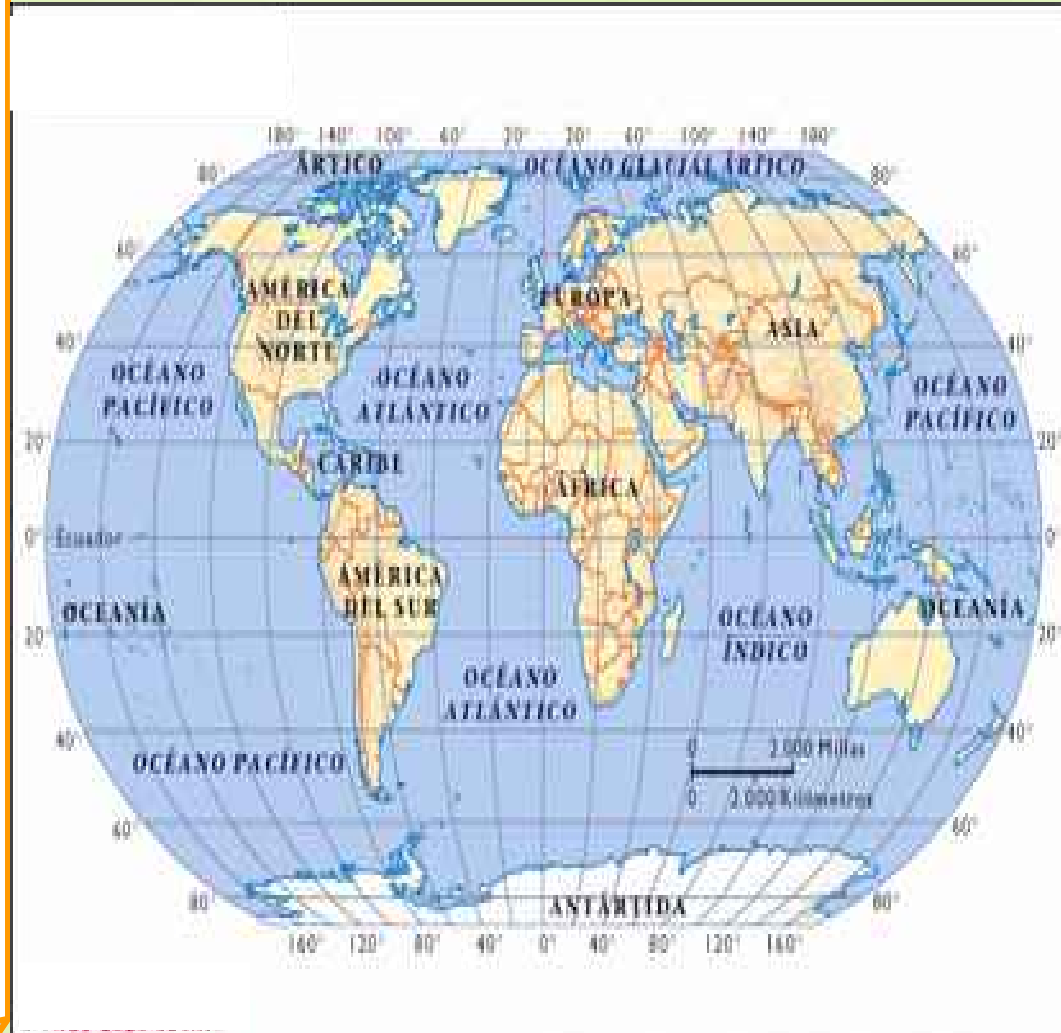 180° 140° 100° 60° 20° 20° 60° 100° 140° 180°
ÁRTICO OCÉANO GLACIAL ÁRTICO
80° 80°
60° 60°
AMÉRICA
DEL
NORTE
EUROPA
ASIA
40° 40°
OCÉANO
PACÍFICO
OCÉANO
ATLÁNTICO
OCÉANO
PACÍFICO
20° 20°
CARIBE
ÁFRICA
0° Ecuador 0°
AMÉRICA
DEL SUR
OCEANÍA OCEANÍA
20° 20°
OCÉANO
ÍNDICO
OCÉANO
ATLÁNTICO
40° 40°
OCÉANO PACÍFICO
0 2.000 Millas
0 2.000 Kilómetros
60° 60°
80° 80°
ANTÁRTIDA
160° 120° 80° 40° 0° 40° 80° 120° 160°